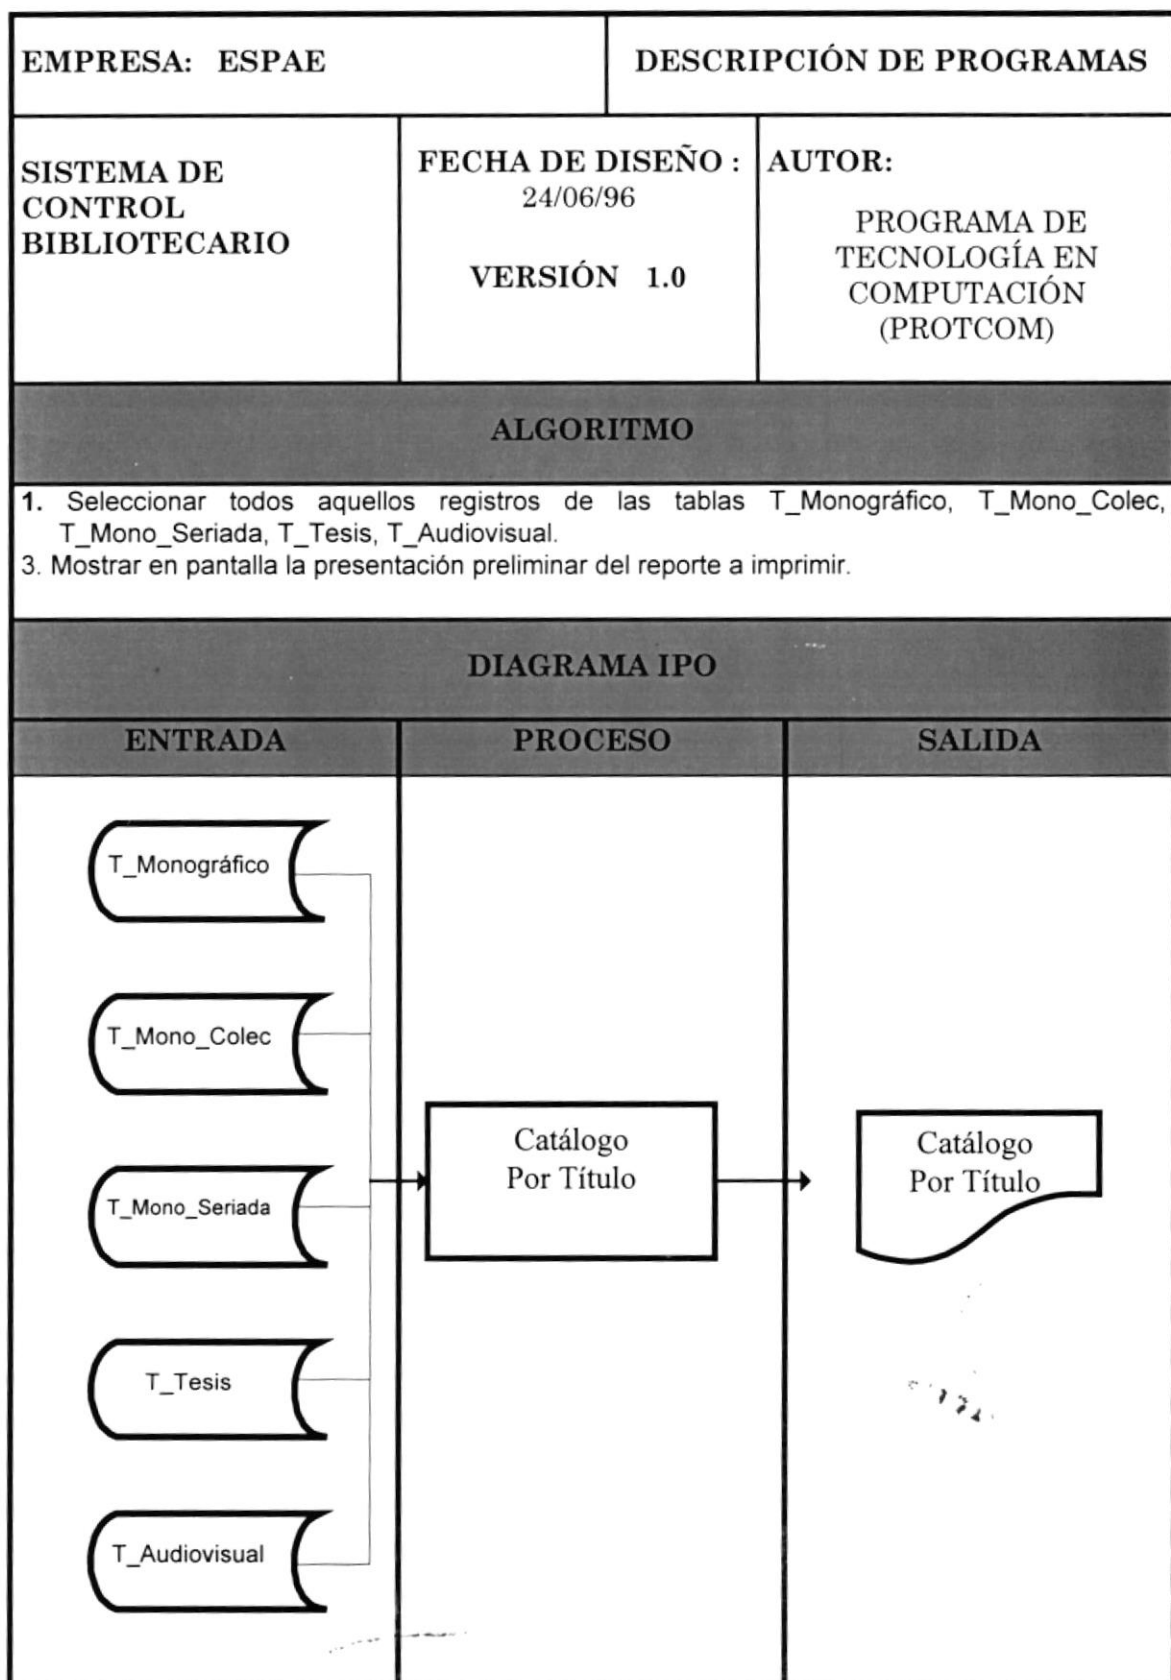 EMPRESA: ESPAE
DESCRIPCIÓN DE PROGRAMAS
SISTEMA DE
CONTROL
BIBLIOTECARIO
FECHA DE DISEÑO :
24/06/96
VERSIÓN 1.0
AUTOR:
PROGRAMA DE
TECNOLOGÍA EN
COMPUTACIÓN
(PROTCOM)
ALGORITMO
1. Seleccionar todos aquellos registros de las tablas T_Monográfico, T_Mono_Colec,
T_Mono_Seriada, T_Tesis, T_Audiovisual.
3. Mostrar en pantalla la presentación preliminar del reporte a imprimir.
DIAGRAMA IPO
ENTRADA
PROCESO
SALIDA
T_Monográfico
T_Mono_Colec
T_Mono_Seriada
T_Tesis
T_Audiovisual
Catálogo
Por Título
Catálogo
Por Título